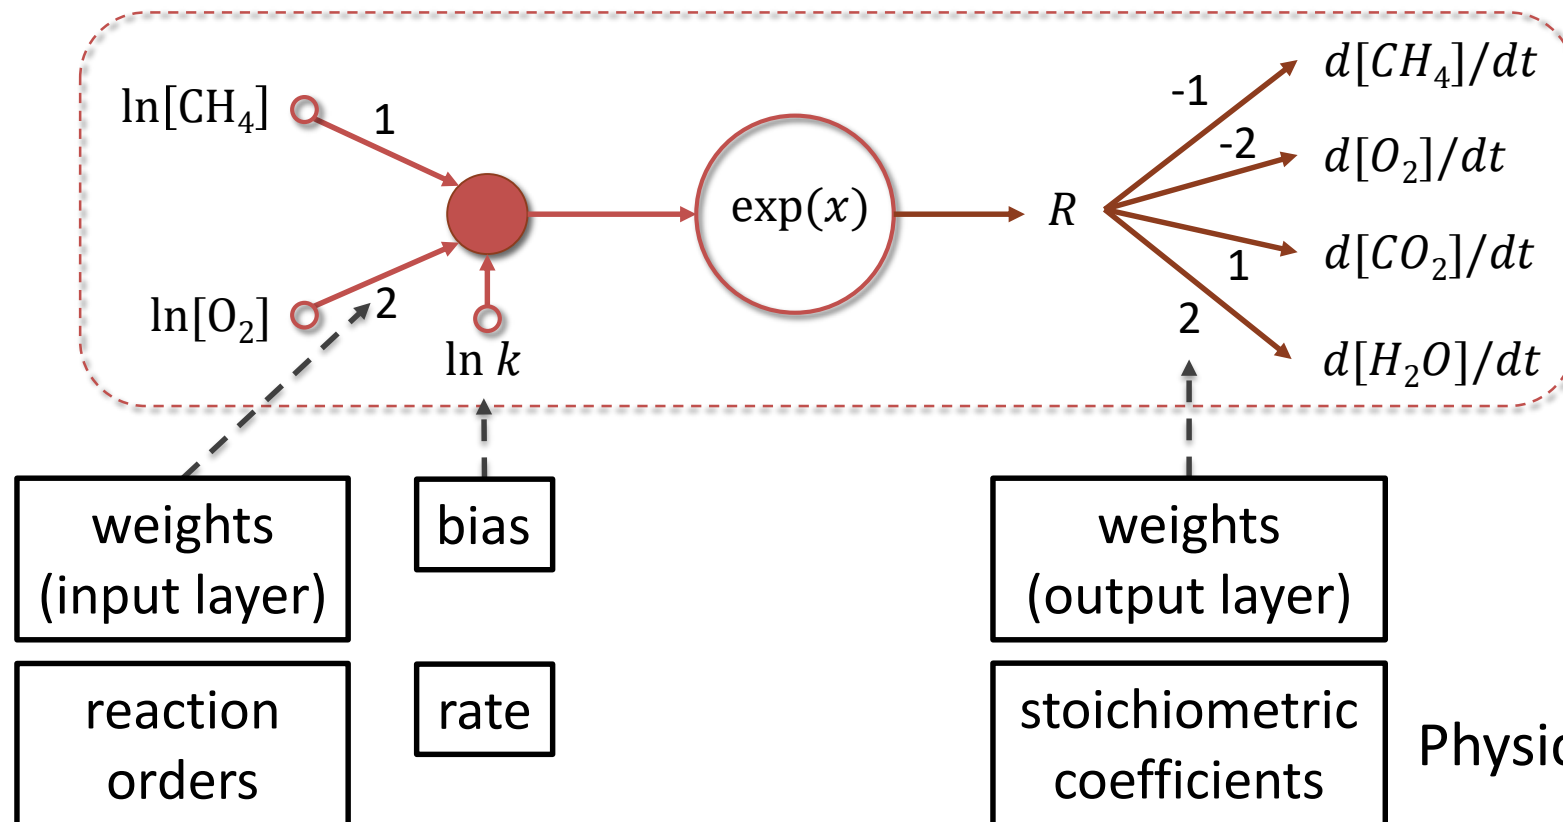 ln[CH₄]
1
ln[O₂]
2
ln k
exp(x)
R
-1
-2
1
2
d[CH₄]/dt
d[O₂]/dt
d[CO₂]/dt
d[H₂O]/dt
weights
(input layer)
bias
weights
(output layer)
reaction
orders
rate
stoichiometric
coefficients
Physic